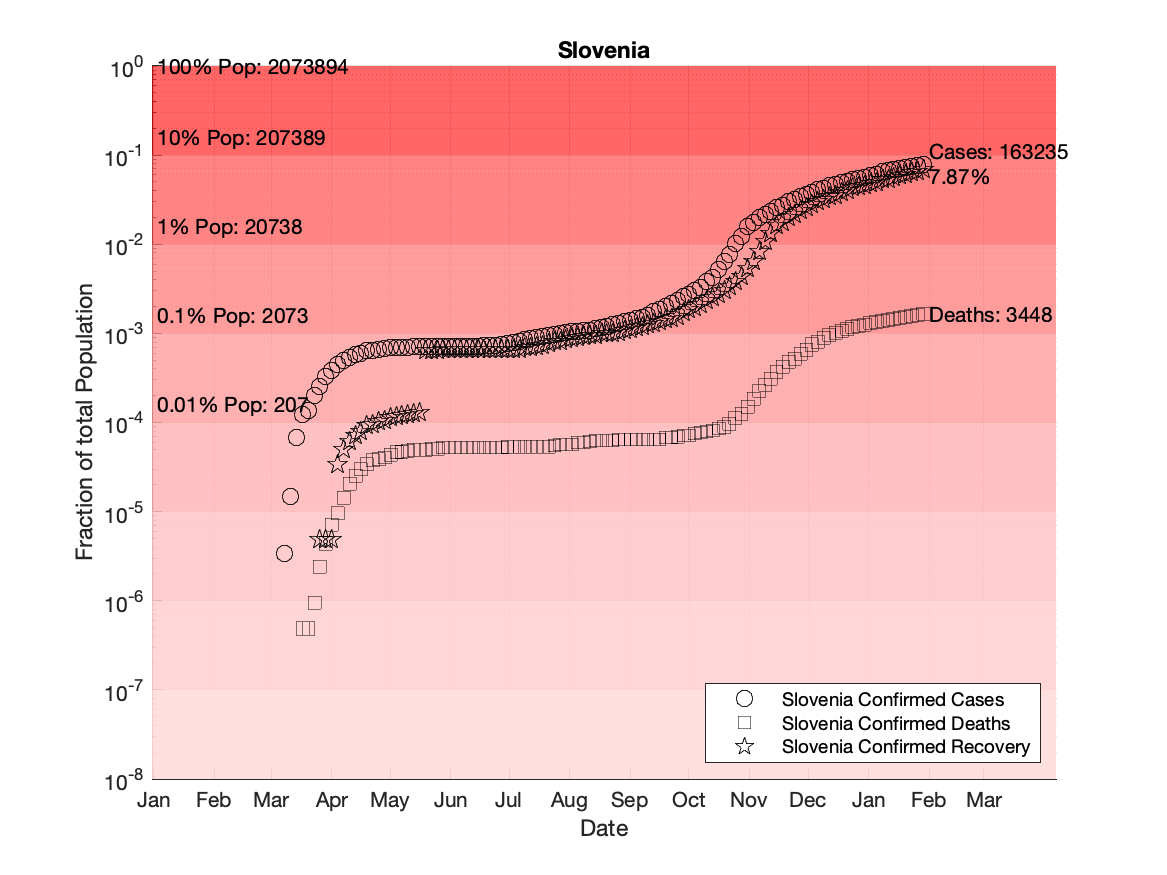 Slovenia
10^0
10^-1
10^-2
10^-3
10^-4
10^-5
10^-6
10^-7
10^-8
Fraction of total Population
100% Pop: 2073894
10% Pop: 207389
1% Pop: 20738
0.1% Pop: 2073
0.01% Pop: 207
Cases: 163235
7.87%
Deaths: 3448
Slovenia Confirmed Cases
Slovenia Confirmed Deaths
Slovenia Confirmed Recovery
Jan Feb Mar Apr May Jun Jul Aug Sep Oct Nov Dec Jan Feb Mar
Date